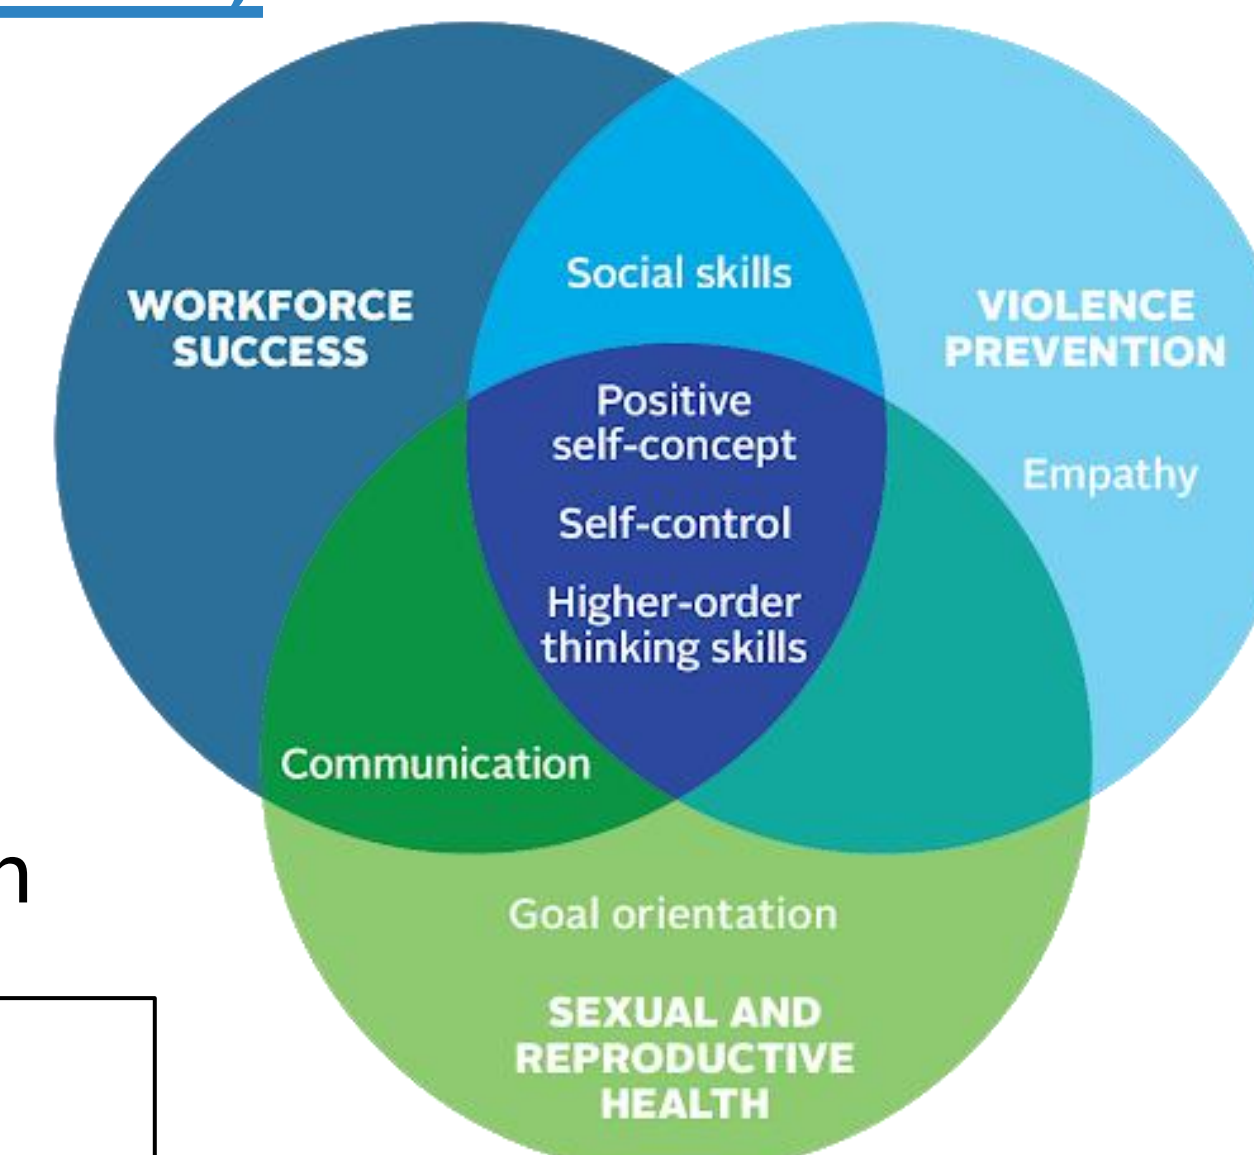 Social skills
WORKFORCE
SUCCESS
VIOLENCE
PREVENTION
Positive
self-concept
Empathy
Self-control
Higher-order
thinking skills
Communication
n
Goal orientation
SEXUAL AND
REPRODUCTIVE
HEALTH